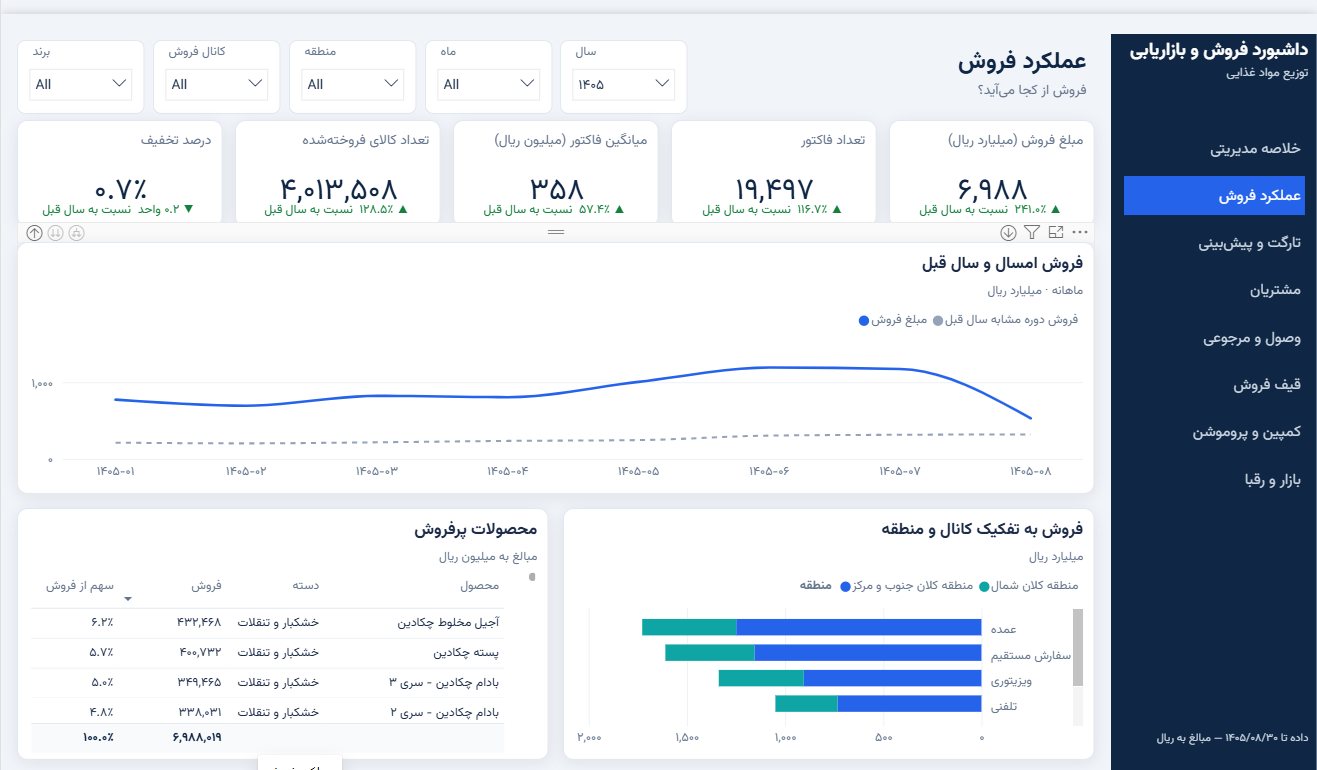 داشبورد فروش و بازاریابی
توزیع مواد غذایی
خلاصه مدیریتی
عملکرد فروش
تارگت و پیش‌بینی
مشتریان
وصول و مرجوعی
قیف فروش
کمپین و پروموشن
بازار و رقبا
داده تا ۱۴۰۵/۰۸/۳۰ — مبالغ به ریال
عملکرد فروش
فروش از کجا می‌آید؟
سال
۱۴۰۵
ماه
All
منطقه
All
کانال فروش
All
برند
All
مبلغ فروش (میلیارد ریال)
۶,۹۸۸
▲ ۲۴۱.۰٪ نسبت به سال قبل
تعداد فاکتور
۱۹,۴۹۷
▲ ۱۱۶.۷٪ نسبت به سال قبل
میانگین فاکتور (میلیون ریال)
۳۵۸
▲ ۵۷.۴٪ نسبت به سال قبل
تعداد کالای فروخته‌شده
۴,۰۱۳,۵۰۸
▲ ۱۲۸.۵٪ نسبت به سال قبل
درصد تخفیف
۰.۷٪
▼ ۰.۲ واحد نسبت به سال قبل
فروش امسال و سال قبل
ماهانه · میلیارد ریال
فروش دوره مشابه سال قبل مبلغ فروش
۱,۰۰۰
۰
۱۴۰۵-۰۱ ۱۴۰۵-۰۲ ۱۴۰۵-۰۳ ۱۴۰۵-۰۴ ۱۴۰۵-۰۵ ۱۴۰۵-۰۶ ۱۴۰۵-۰۷ ۱۴۰۵-۰۸
فروش به تفکیک کانال و منطقه
میلیارد ریال
منطقه کلان شمال منطقه کلان جنوب و مرکز منطقه
عمده
سفارش مستقیم
ویزیتوری
تلفنی
۲,۰۰۰ ۱,۵۰۰ ۱,۰۰۰ ۵۰۰ ۰
محصولات پرفروش
مبالغ به میلیون ریال
محصول دسته فروش سهم از فروش
آجیل مخلوط چکادین خشکبار و تنقلات ۴۳۲,۴۶۸ ۶.۲٪
پسته چکادین خشکبار و تنقلات ۴۰۰,۷۳۲ ۵.۷٪
بادام چکادین - سری ۳ خشکبار و تنقلات ۳۴۹,۴۶۵ ۵.۰٪
بادام چکادین - سری ۲ خشکبار و تنقلات ۳۳۸,۰۳۱ ۴.۸٪
۶,۹۸۸,۰۱۹ ۱۰۰.۰٪